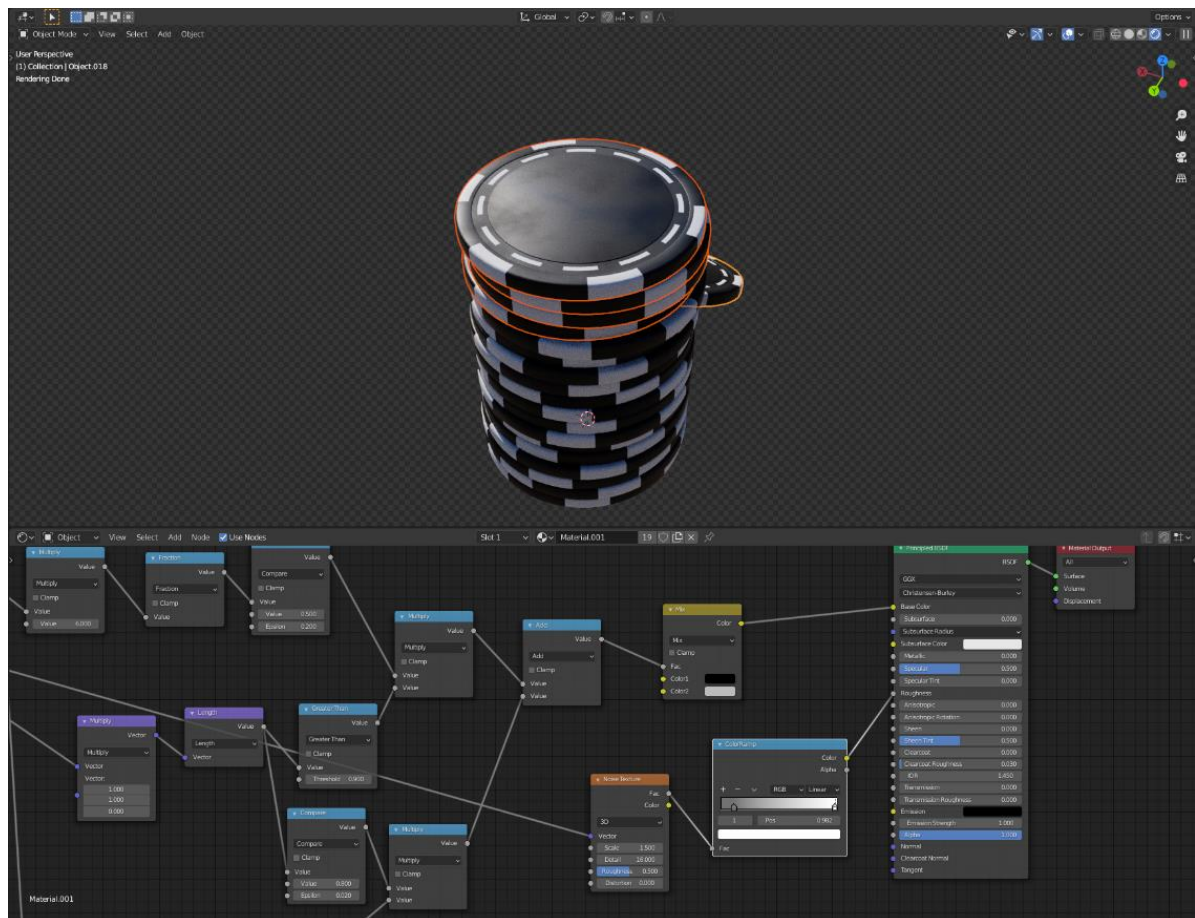 Global
Options
Object Mode View Select Add Object
User Perspective
(1) Collection | Object.018
Rendering Done
X
Y
Z
Object View Select Add Node Use Nodes Slot 1 Material.001 19
Multiply
Value
Multiply
Clamp
Value
Value 6.000
Fraction
Value
Fraction
Clamp
Value
Value
Compare
Clamp
Value
Value 0.500
Epsilon 0.200
Multiply
Value
Multiply
Clamp
Value
Value
Add
Value
Add
Clamp
Value
Value
Mix
Color
Mix
Clamp
Fac
Color1
Color2
Principled BSDF
BSDF
GGX
Christensen-Burley
Base Color
Subsurface 0.000
Subsurface Radius
Subsurface Color
Metallic 0.000
Specular 0.500
Specular Tint 0.000
Roughness
Anisotropic 0.000
Anisotropic Rotation 0.000
Sheen 0.000
Sheen Tint 0.500
Clearcoat 0.000
Clearcoat Roughness 0.030
IOR 1.450
Transmission 0.000
Transmission Roughness 0.000
Emission
Emission Strength 1.000
Alpha 1.000
Normal
Clearcoat Normal
Tangent
Material Output
All
Surface
Volume
Displacement
Multiply
Vector
Multiply
Vector
Vector:
1.000
1.000
0.000
Length
Value
Length
Vector
Greater Than
Value
Greater Than
Clamp
Value
Threshold
Compare
Value
Compare
Clamp
Value
Value 0.800
Epsilon 0.020
Multiply
Value
Multiply
Clamp
Value
Value
Noise Texture
Fac
Color
3D
Vector
Scale 1.500
Detail 16.000
Roughness 0.500
Distortion 0.000
ColorRamp
Color
Alpha
RGB Linear
1 Pos 0.982
Fac
Material.001